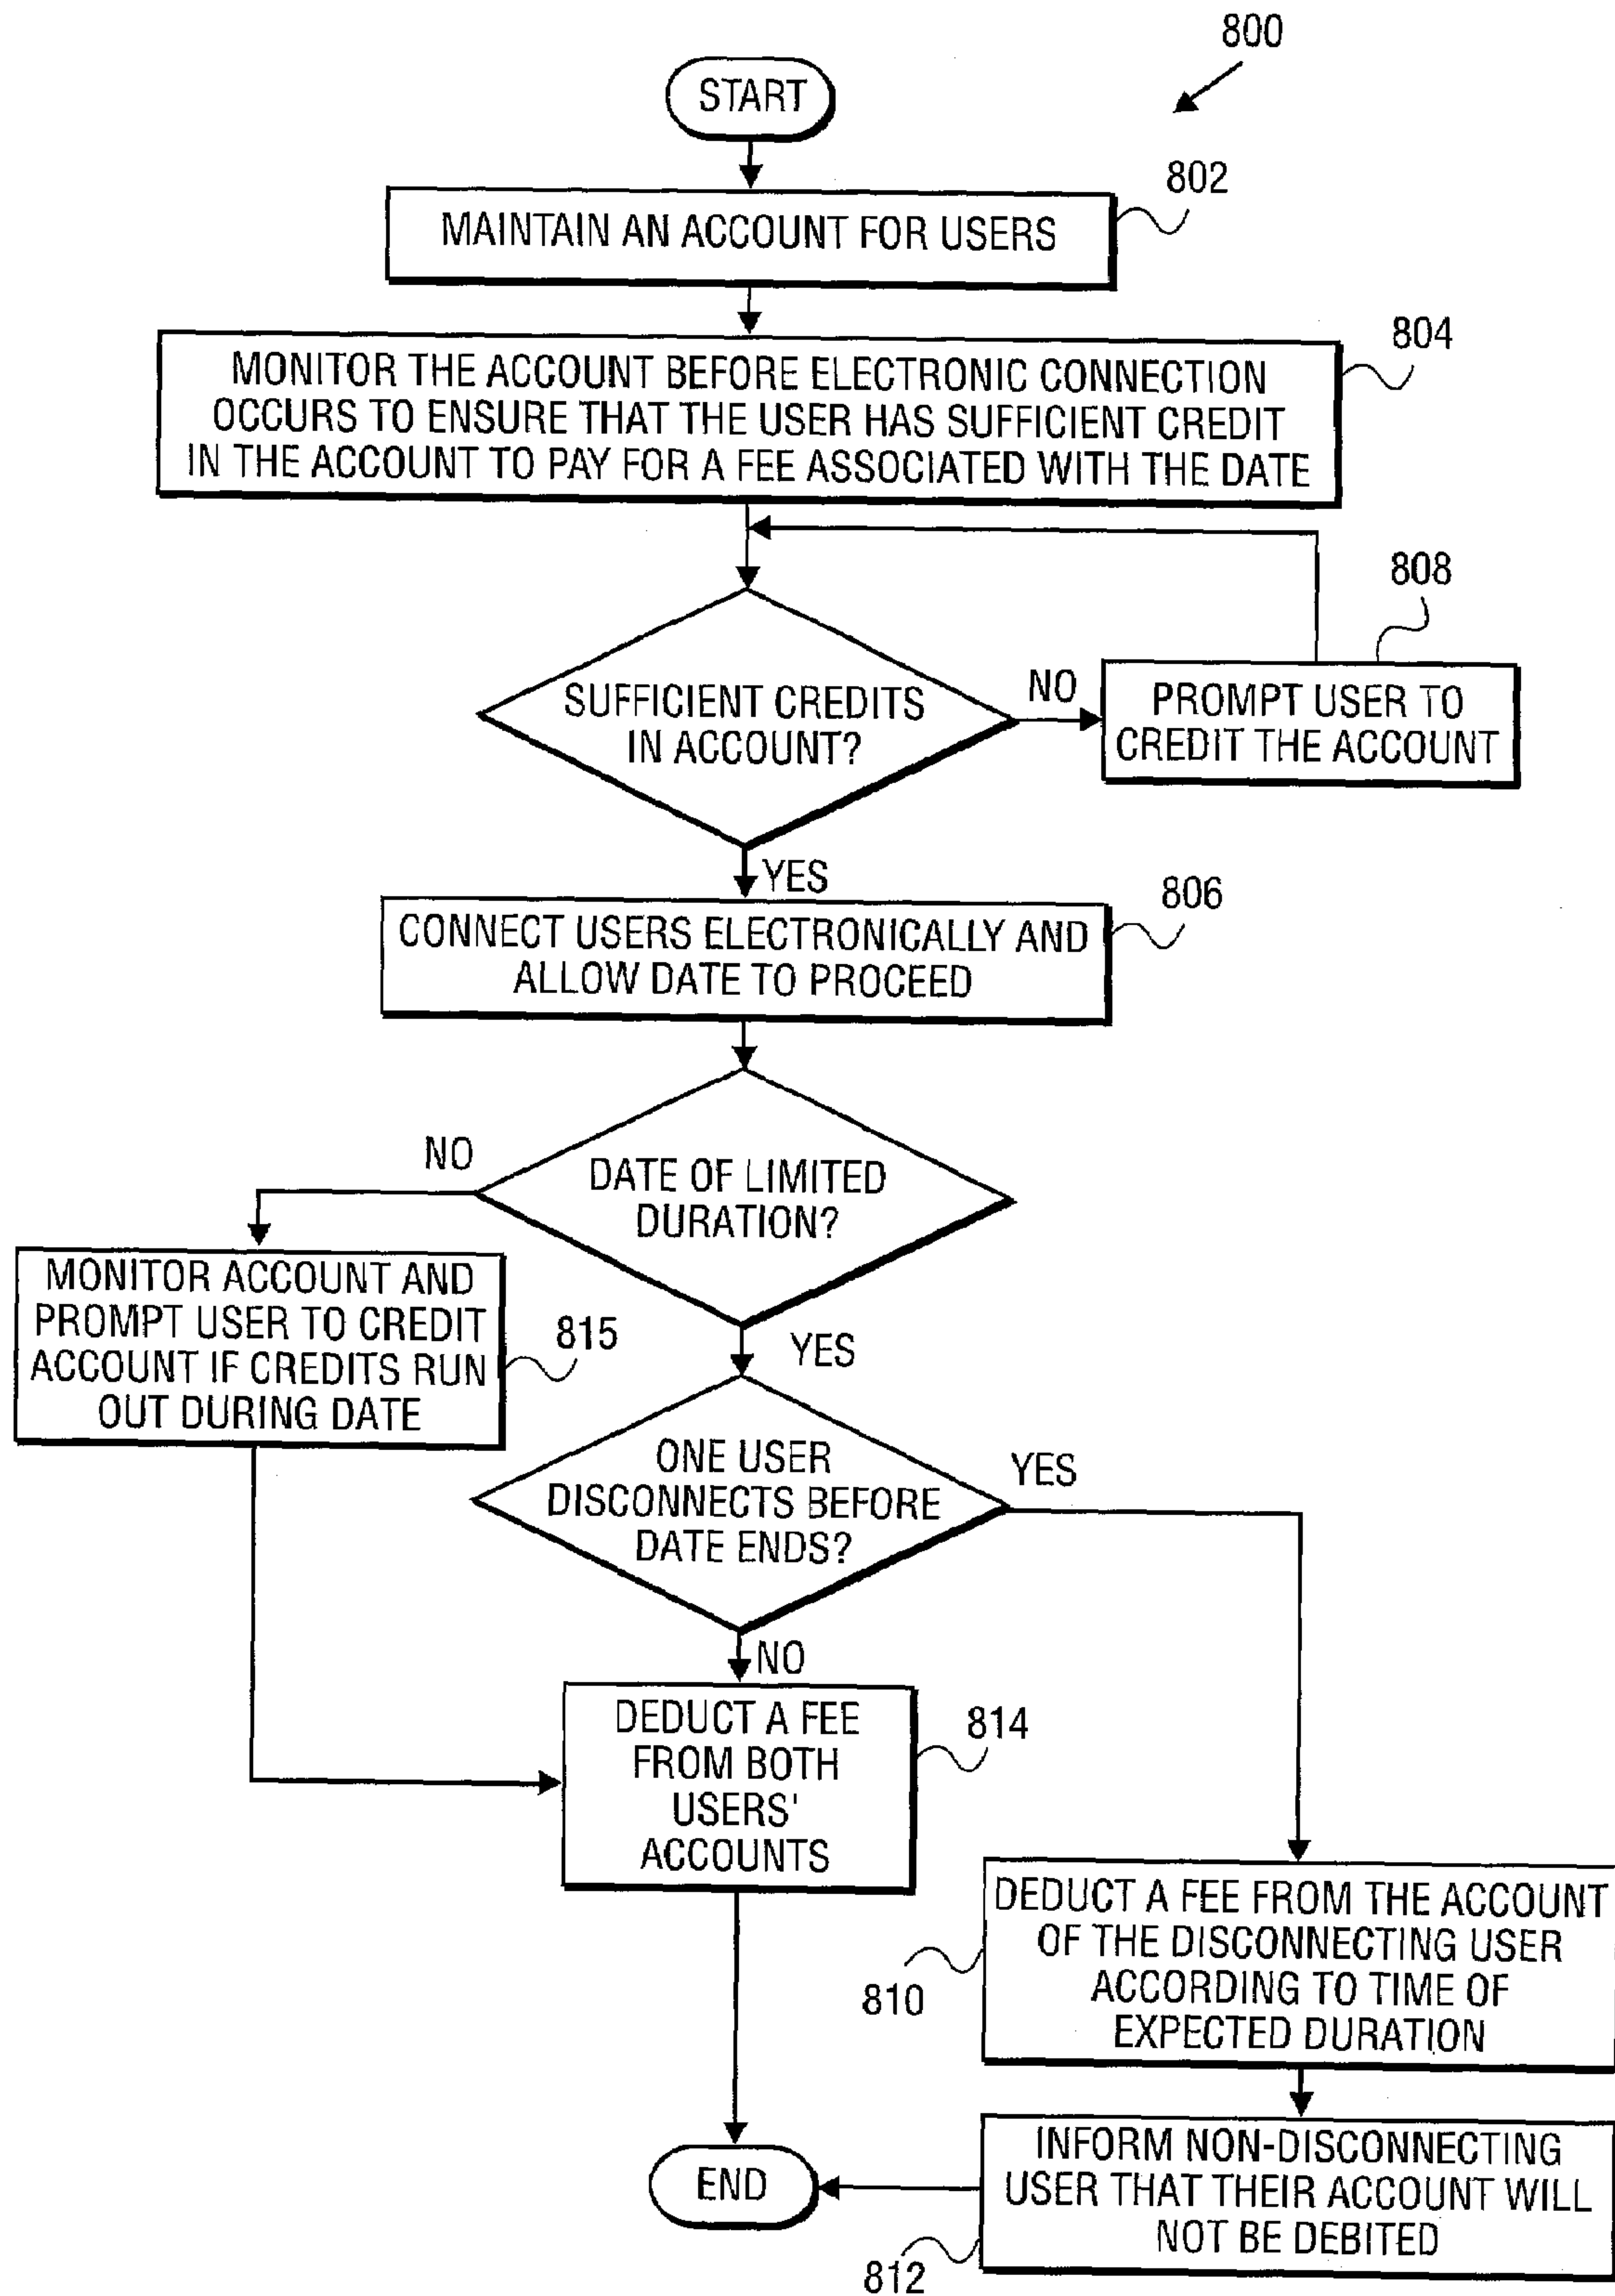 800
START
802
MAINTAIN AN ACCOUNT FOR USERS
804
MONITOR THE ACCOUNT BEFORE ELECTRONIC CONNECTION
OCCURS TO ENSURE THAT THE USER HAS SUFFICIENT CREDIT
IN THE ACCOUNT TO PAY FOR A FEE ASSOCIATED WITH THE DATE
808
SUFFICIENT CREDITS
IN ACCOUNT?
NO
PROMPT USER TO
CREDIT THE ACCOUNT
YES
806
CONNECT USERS ELECTRONICALLY AND
ALLOW DATE TO PROCEED
NO
DATE OF LIMITED
DURATION?
MONITOR ACCOUNT AND
PROMPT USER TO CREDIT
ACCOUNT IF CREDITS RUN
OUT DURING DATE
815
YES
ONE USER
DISCONNECTS BEFORE
DATE ENDS?
YES
NO
DEDUCT A FEE
FROM BOTH
USERS'
ACCOUNTS
814
DEDUCT A FEE FROM THE ACCOUNT
OF THE DISCONNECTING USER
ACCORDING TO TIME OF
EXPECTED DURATION
810
INFORM NON-DISCONNECTING
USER THAT THEIR ACCOUNT WILL
NOT BE DEBITED
812
END